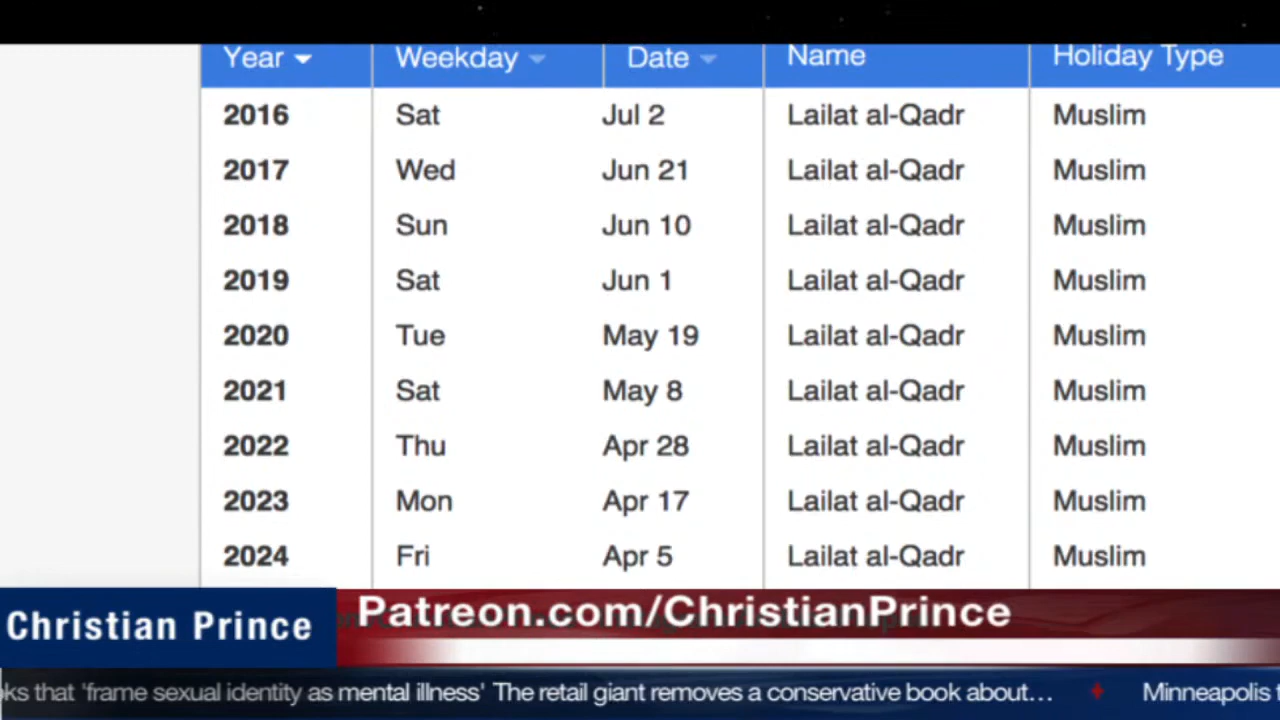 Year Weekday Date Name Holiday Type
2016 Sat Jul 2 Lailat al-Qadr Muslim
2017 Wed Jun 21 Lailat al-Qadr Muslim
2018 Sun Jun 10 Lailat al-Qadr Muslim
2019 Sat Jun 1 Lailat al-Qadr Muslim
2020 Tue May 19 Lailat al-Qadr Muslim
2021 Sat May 8 Lailat al-Qadr Muslim
2022 Thu Apr 28 Lailat al-Qadr Muslim
2023 Mon Apr 17 Lailat al-Qadr Muslim
2024 Fri Apr 5 Lailat al-Qadr Muslim
Christian Prince Patreon.com/ChristianPrince
that 'frame sexual identity as mental illness' The retail giant removes a conservative book about… Minneapolis